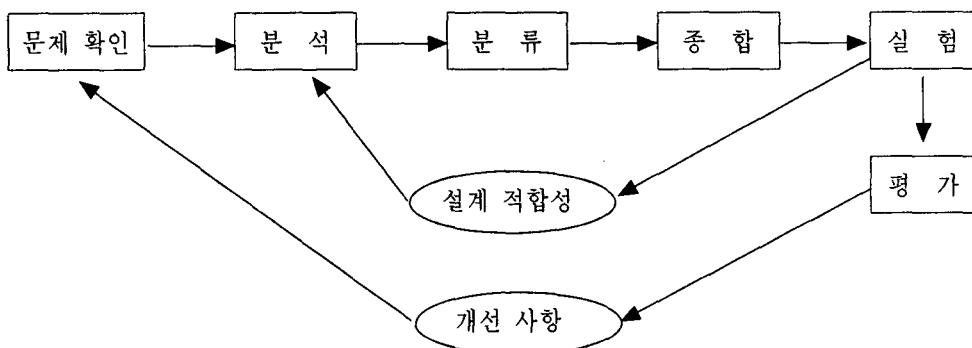 문제 확인
분 석
분 류
종 합
실 험
설계 적합성
평 가
개선 사항